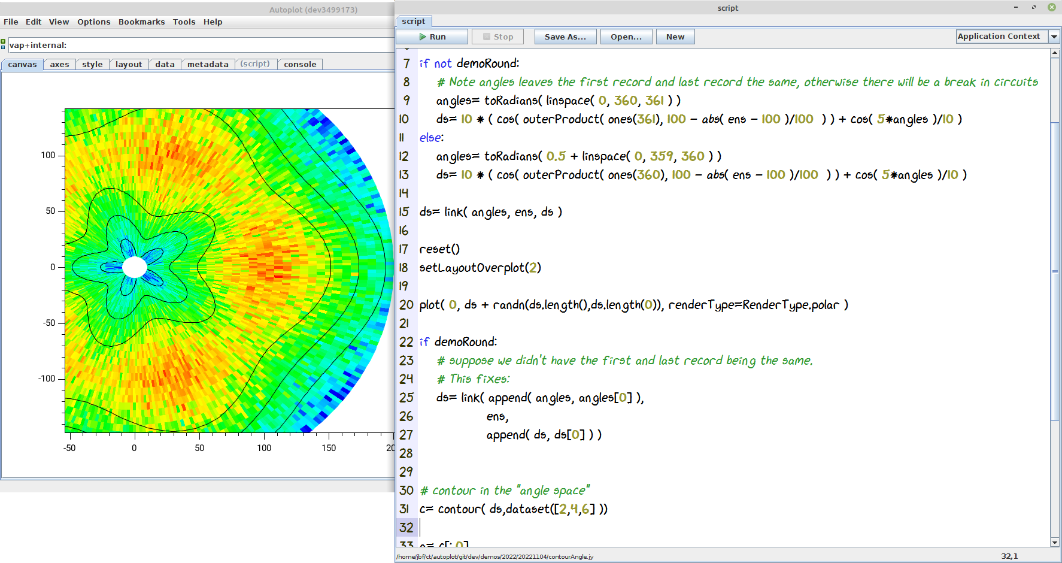 Autoplot (dev3499173)
File Edit View Options Bookmarks Tools Help
vap+internal:
canvas axes style layout data metadata (script) console
100
50
0
-50
-100
-50 0 50 100 150
script
script
Run Stop Save As... Open... New Application Context
7 if not demoRound:
8 # Note angles leaves the first record and last record the same, otherwise there will be a break in circuits
9 angles= toRadians( linspace( 0, 360, 361 ) )
10 ds= 10 * ( cos( outerProduct( ones(361), 100 - abs( ens - 100 )/100 ) ) + cos( 5*angles )/10 )
11 else:
12 angles= toRadians( 0.5 + linspace( 0, 359, 360 ) )
13 ds= 10 * ( cos( outerProduct( ones(360), 100 - abs( ens - 100 )/100 ) ) + cos( 5*angles )/10 )
14
15 ds= link( angles, ens, ds )
16
17 reset()
18 setLayoutOverplot(2)
19
20 plot( 0, ds + randn(ds.length(),ds.length(0)), renderType=RenderType.polar )
21
22 if demoRound:
23 # suppose we didn't have the first and last record being the same.
24 # This fixes:
25 ds= link( append( angles, angles[0] ),
26 ens,
27 append( ds, ds[0] ) )
28
29
30 # contour in the "angle space"
31 c= contour( ds,dataset([2,4,6] ))
32
33
/home/jbf/ct/autoplot/git/dev/demos/2022/20221104/contourAngle.jy
32,1